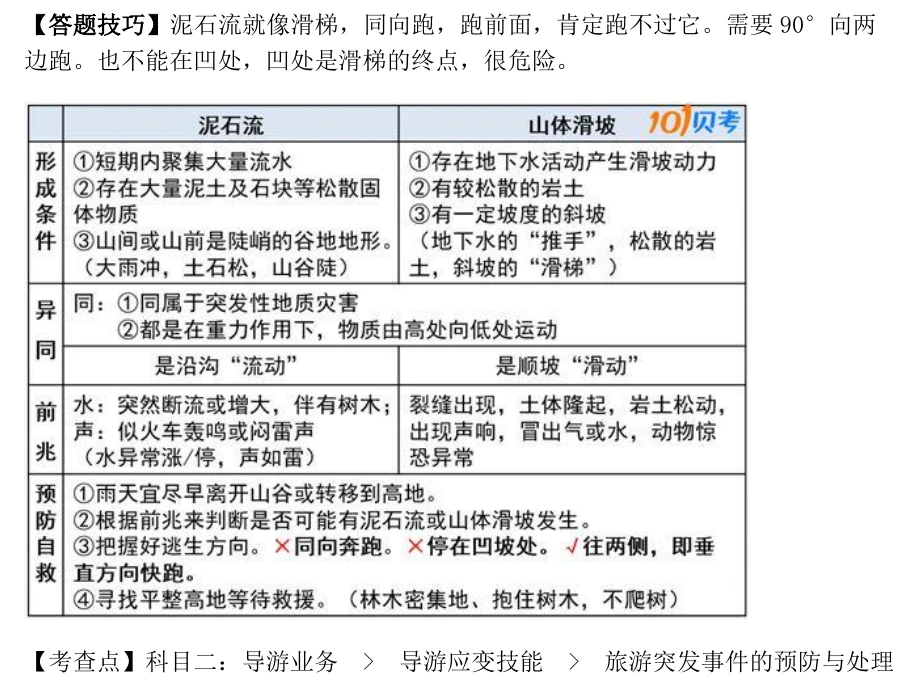 【答题技巧】泥石流就像滑梯，同向跑，跑前面，肯定跑不过它。需要 90°向两
边跑。也不能在凹处，凹处是滑梯的终点，很危险。
泥石流
山体滑坡
101贝考
形成条件
①短期内聚集大量流水
②存在大量泥土及石块等松散固
体物质
③山间或山前是陡峭的谷地地形。
（大雨冲，土石松，山谷陡）
①存在地下水活动产生滑坡动力
②有较松散的岩土
③有一定坡度的斜坡
（地下水的“推手”，松散的岩
土，斜坡的“滑梯”）
异同
同：①同属于突发性地质灾害
②都是在重力作用下，物质由高处向低处运动
是沿沟“流动”
是顺坡“滑动”
前兆
水：突然断流或增大，伴有树木；
声：似火车轰鸣或闷雷声
（水异常涨/停，声如雷）
裂缝出现，土体隆起，岩土松动，
出现声响，冒出气或水，动物惊
恐异常
预防自救
①雨天宜尽早离开山谷或转移到高地。
②根据前兆来判断是否可能有泥石流或山体滑坡发生。
③把握好逃生方向。×同向奔跑。×停在凹坡处。√往两侧，即垂
直方向快跑。
④寻找平整高地等待救援。（林木密集地、抱住树木，不爬树）
【考查点】科目二：导游业务 > 导游应变技能 > 旅游突发事件的预防与处理